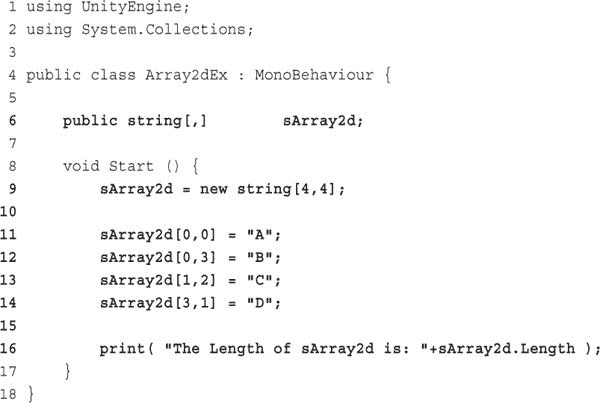 1 using UnityEngine;
2 using System.Collections;
3
4 public class Array2dEx : MonoBehaviour {
5
6     public string[,]        sArray2d;
7
8     void Start () {
9         sArray2d = new string[4,4];
10
11         sArray2d[0,0] = "A";
12         sArray2d[0,3] = "B";
13         sArray2d[1,2] = "C";
14         sArray2d[3,1] = "D";
15
16         print( "The Length of sArray2d is: "+sArray2d.Length );
17     }
18 }